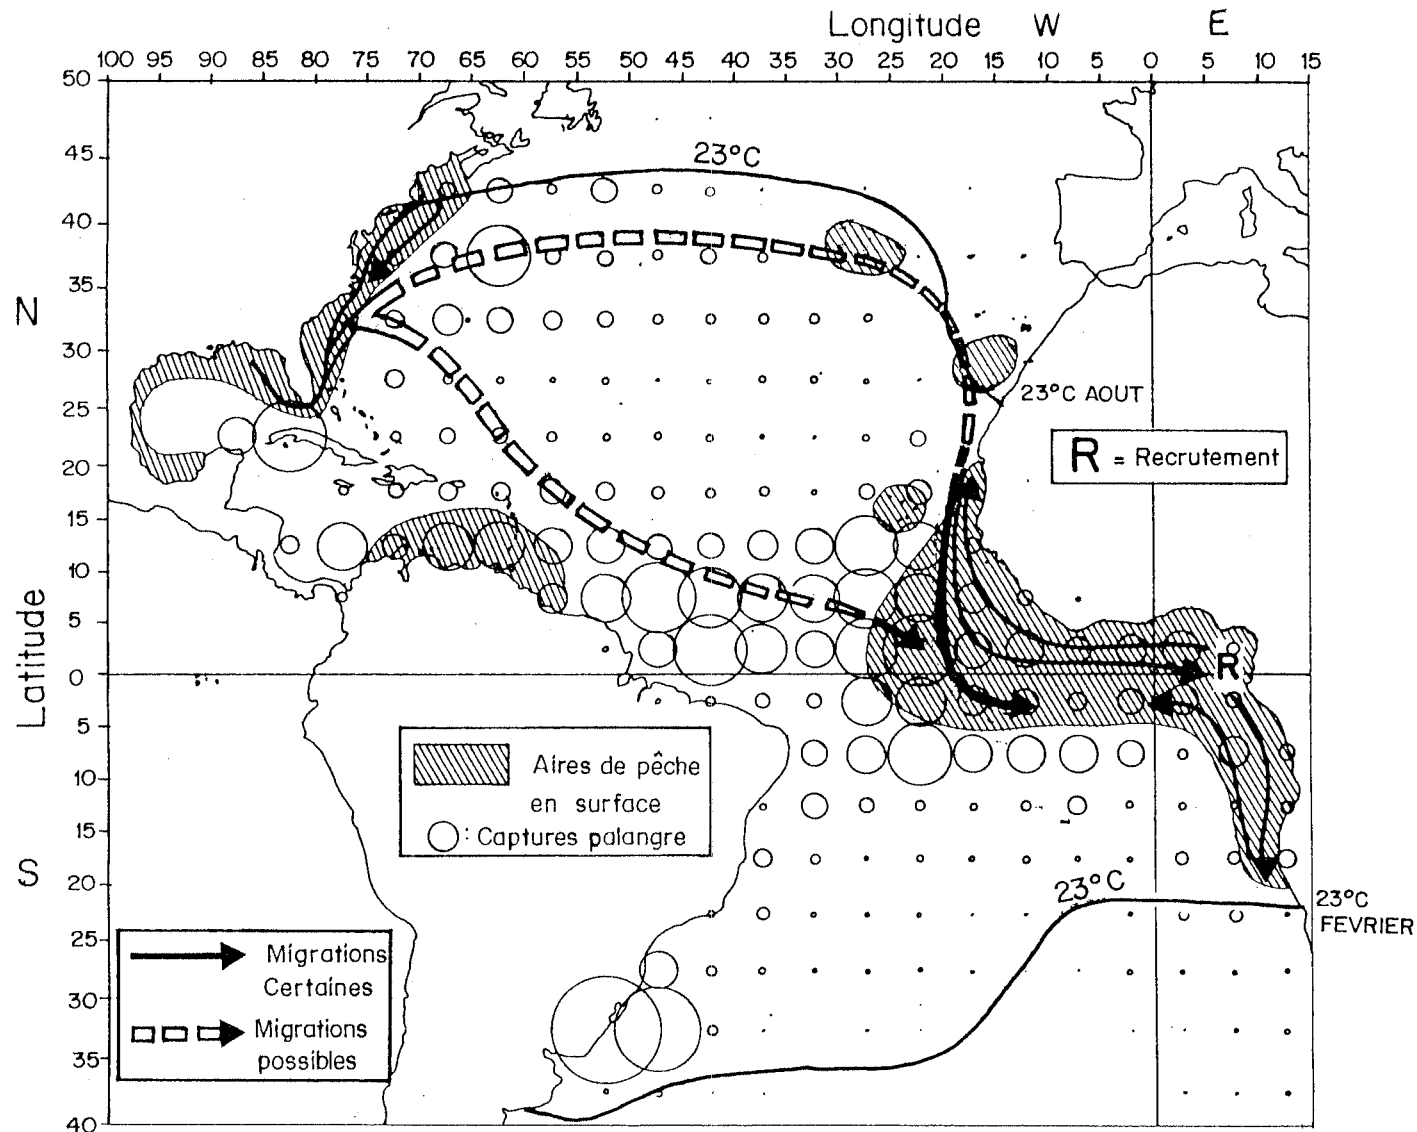 Longitude W E
100 95 90 85 80 75 70 65 60 55 50 45 40 35 30 25 20 15 10 5 0 5 10 15
50
45
40
35
30
25
20
15
10
5
0
5
10
15
20
25
30
35
40
N
Latitude
S
23°C
23°C AOUT
R = Recrutement
R
Aires de pêche
en surface
: Captures palangre
23°C
23°C
FEVRIER
Migrations
Certaines
Migrations
possibles